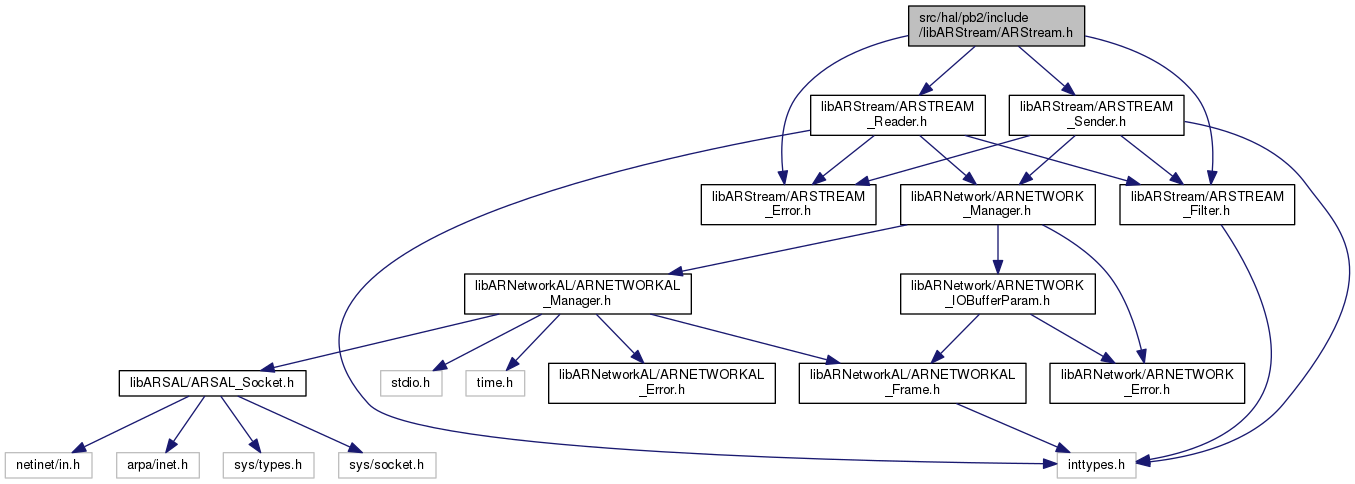 src/hal/pb2/include
/libARStream/ARStream.h
libARStream/ARSTREAM
_Reader.h
libARStream/ARSTREAM
_Sender.h
libARStream/ARSTREAM
_Error.h
libARNetwork/ARNETWORK
_Manager.h
libARStream/ARSTREAM
_Filter.h
libARNetworkAL/ARNETWORKAL
_Manager.h
libARNetwork/ARNETWORK
_IOBufferParam.h
libARSAL/ARSAL_Socket.h
stdio.h
time.h
libARNetworkAL/ARNETWORKAL
_Error.h
libARNetworkAL/ARNETWORKAL
_Frame.h
libARNetwork/ARNETWORK
_Error.h
netinet/in.h
arpa/inet.h
sys/types.h
sys/socket.h
inttypes.h